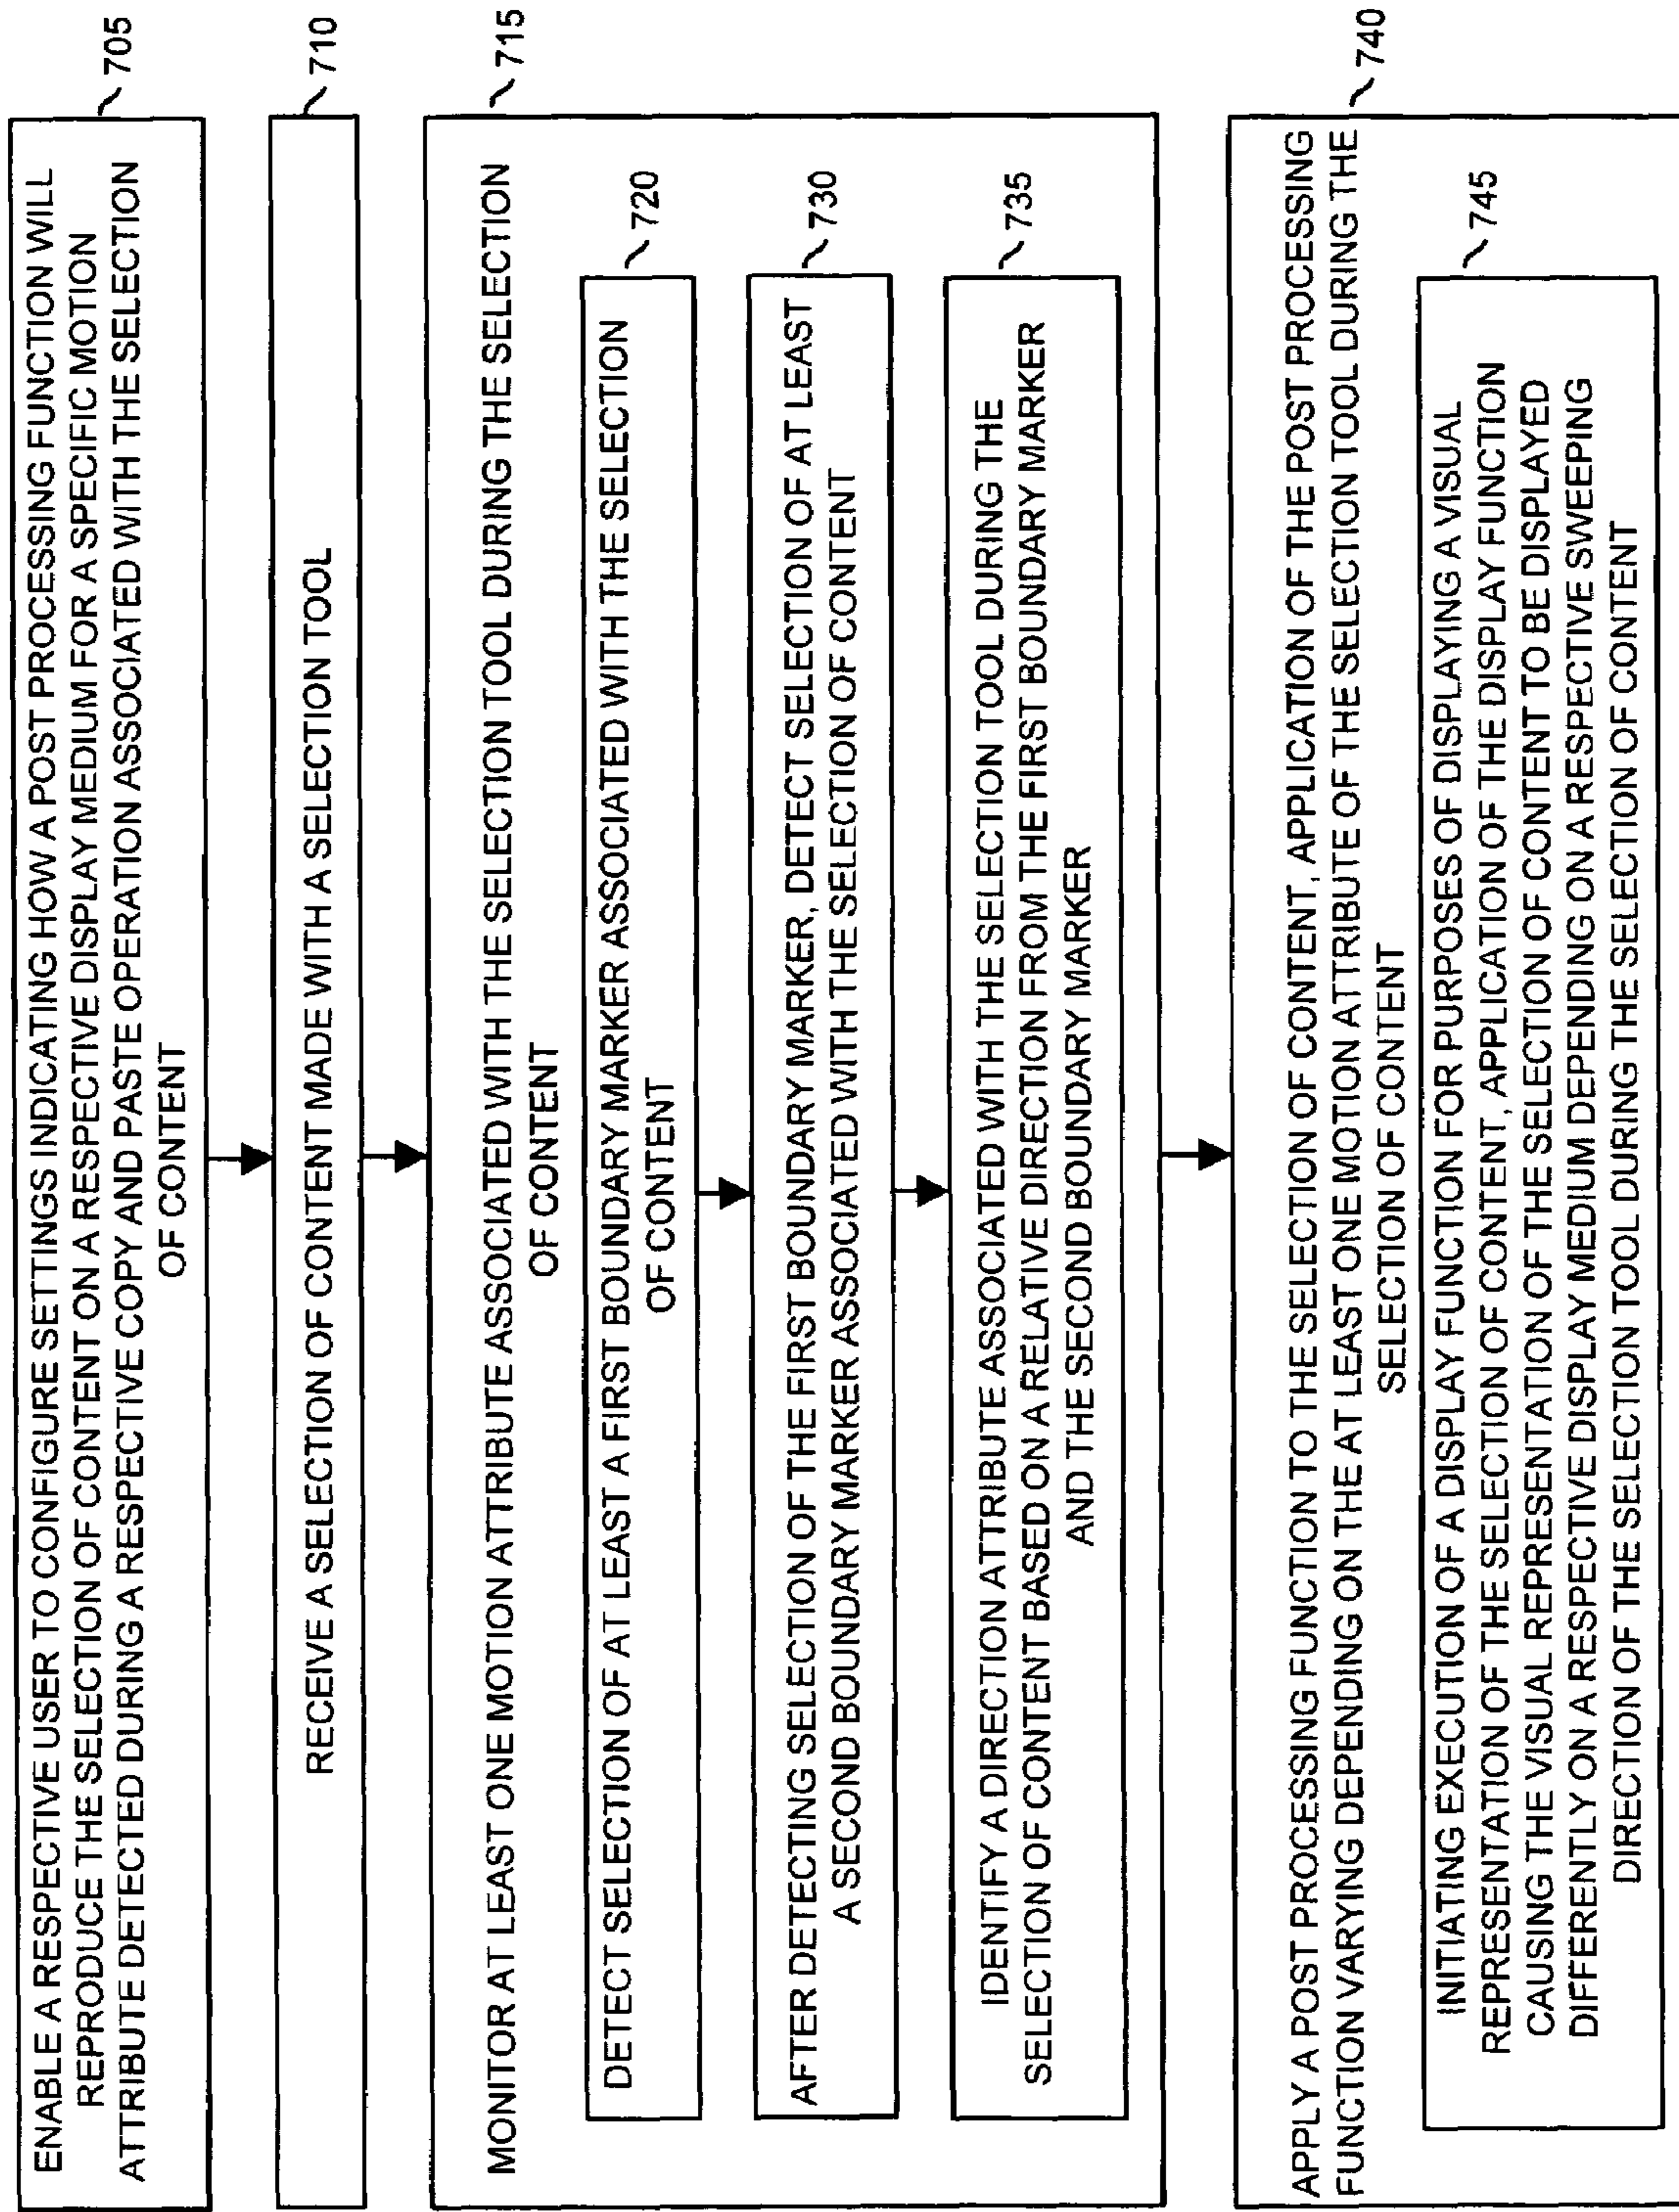 ENABLE A RESPECTIVE USER TO CONFIGURE SETTINGS INDICATING HOW A POST PROCESSING FUNCTION WILL
REPRODUCE THE SELECTION OF CONTENT ON A RESPECTIVE DISPLAY MEDIUM FOR A SPECIFIC MOTION
ATTRIBUTE DETECTED DURING A RESPECTIVE COPY AND PASTE OPERATION ASSOCIATED WITH THE SELECTION
OF CONTENT
705
RECEIVE A SELECTION OF CONTENT MADE WITH A SELECTION TOOL
710
MONITOR AT LEAST ONE MOTION ATTRIBUTE ASSOCIATED WITH THE SELECTION TOOL DURING THE SELECTION
OF CONTENT
715
DETECT SELECTION OF AT LEAST A FIRST BOUNDARY MARKER ASSOCIATED WITH THE SELECTION
OF CONTENT
720
AFTER DETECTING SELECTION OF THE FIRST BOUNDARY MARKER, DETECT SELECTION OF AT LEAST
A SECOND BOUNDARY MARKER ASSOCIATED WITH THE SELECTION OF CONTENT
730
IDENTIFY A DIRECTION ATTRIBUTE ASSOCIATED WITH THE SELECTION TOOL DURING THE
SELECTION OF CONTENT BASED ON A RELATIVE DIRECTION FROM THE FIRST BOUNDARY MARKER
AND THE SECOND BOUNDARY MARKER
735
APPLY A POST PROCESSING FUNCTION TO THE SELECTION OF CONTENT, APPLICATION OF THE POST PROCESSING
FUNCTION VARYING DEPENDING ON THE AT LEAST ONE MOTION ATTRIBUTE OF THE SELECTION TOOL DURING THE
SELECTION OF CONTENT
740
INITIATING EXECUTION OF A DISPLAY FUNCTION FOR PURPOSES OF DISPLAYING A VISUAL
REPRESENTATION OF THE SELECTION OF CONTENT, APPLICATION OF THE DISPLAY FUNCTION
CAUSING THE VISUAL REPRESENTATION OF THE SELECTION OF CONTENT TO BE DISPLAYED
DIFFERENTLY ON A RESPECTIVE DISPLAY MEDIUM DEPENDING ON A RESPECTIVE SWEEPING
DIRECTION OF THE SELECTION TOOL DURING THE SELECTION OF CONTENT
745